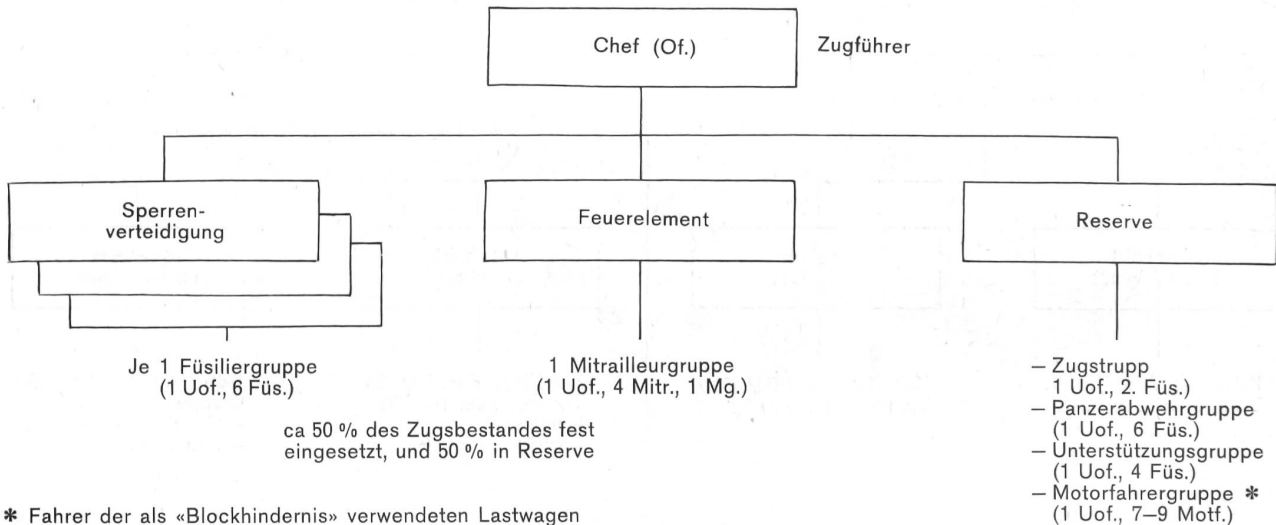 Chef (Of.)
Zugführer
Sperren-
verteidigung
Feuerelement
Reserve
Je 1 Füsiliergruppe
(1 Uof., 6 Füs.)
1 Mitrailleurgruppe
(1 Uof., 4 Mitr., 1 Mg.)
— Zugstrupp
1 Uof., 2. Füs.)
— Panzerabwehrgruppe
(1 Uof., 6 Füs.)
— Unterstützungsgruppe
(1 Uof., 4 Füs.)
— Motorfahrergruppe *
(1 Uof., 7–9 Motf.)
ca 50 % des Zugsbestandes fest
eingesetzt, und 50 % in Reserve
* Fahrer der als «Blockhindernis» verwendeten Lastwagen